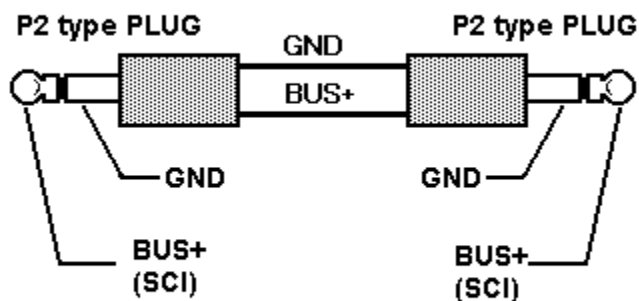 P2 type PLUG
P2 type PLUG
GND
BUS+
GND
GND
BUS+
(SCI)
BUS+
(SCI)